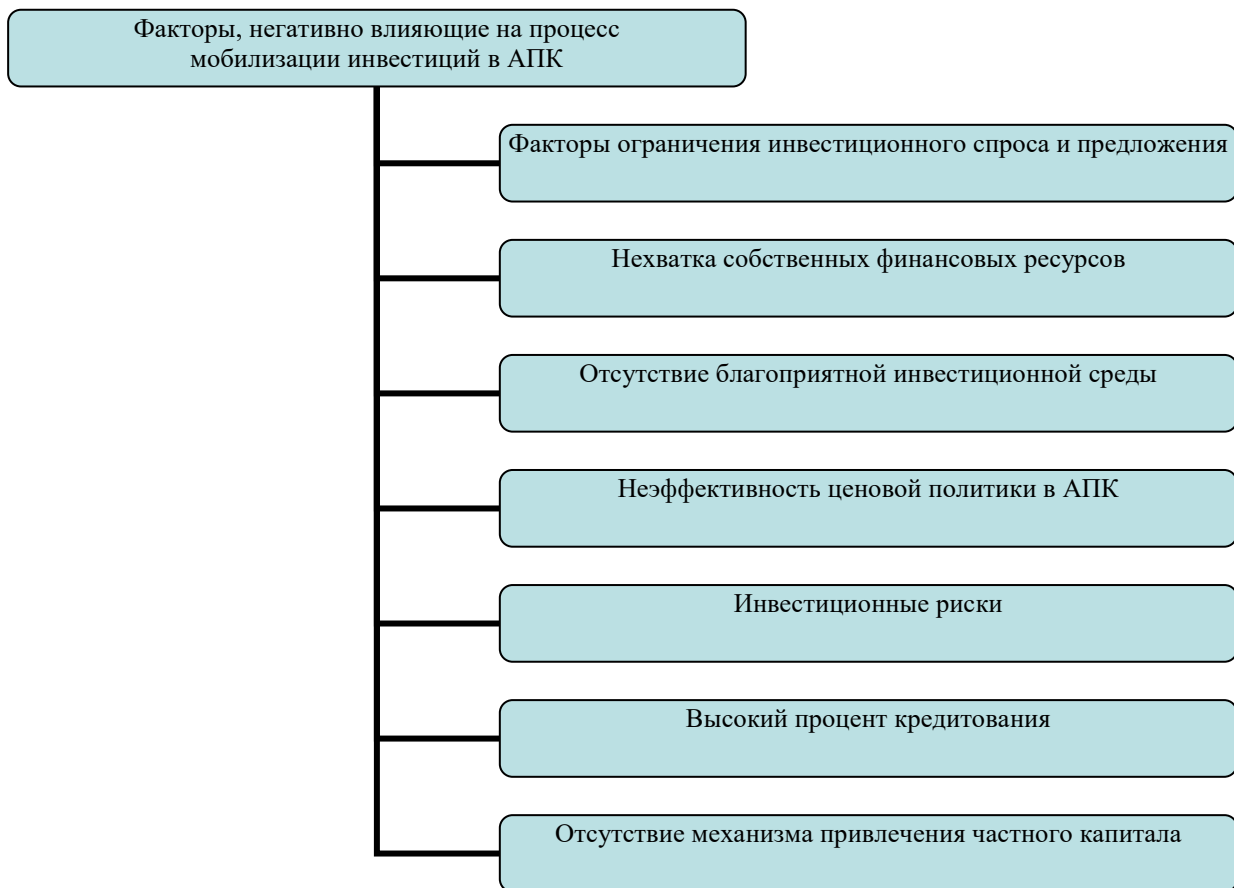 Факторы, негативно влияющие на процесс
мобилизации инвестиций в АПК
Факторы ограничения инвестиционного спроса и предложения
Нехватка собственных финансовых ресурсов
Отсутствие благоприятной инвестиционной среды
Неэффективность ценовой политики в АПК
Инвестиционные риски
Высокий процент кредитования
Отсутствие механизма привлечения частного капитала